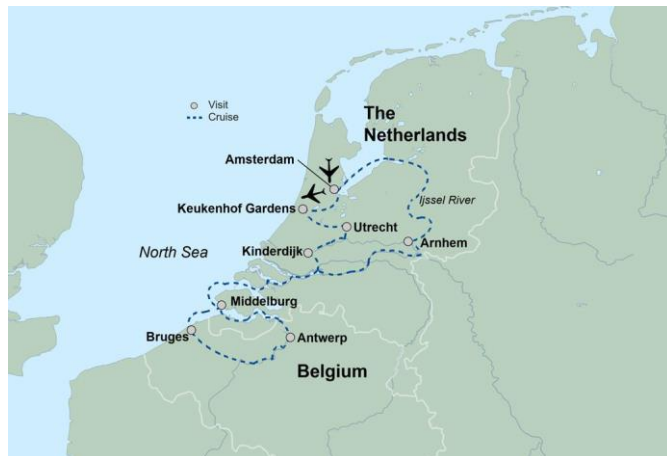 Visit
Cruise
The
Netherlands
Amsterdam
Ijssel River
Keukenhof Gardens
Utrecht
Arnhem
North Sea
Kinderdijk
Middelburg
Bruges
Antwerp
Belgium